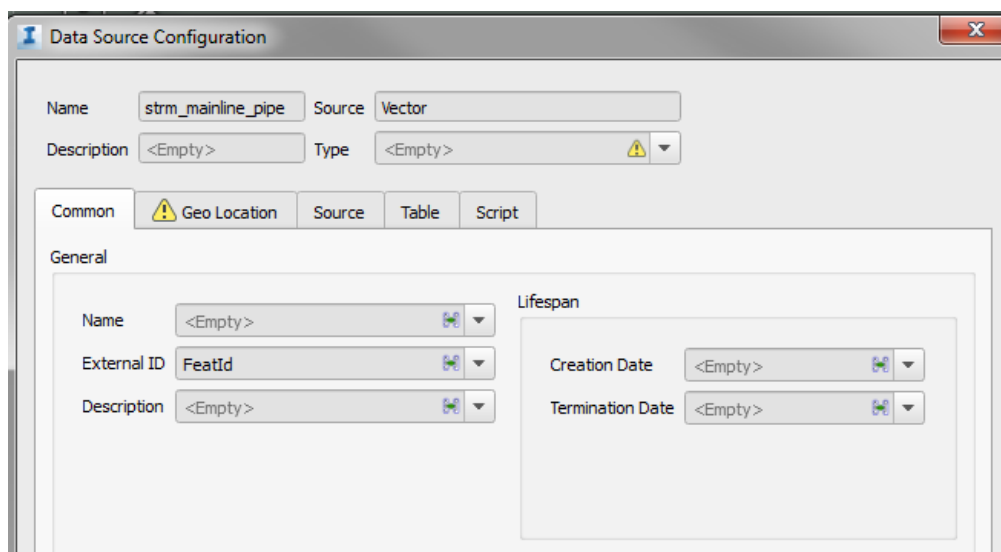 Data Source Configuration
Name strm_mainline_pipe Source Vector
Description <Empty> Type <Empty>
Common Geo Location Source Table Script
General
Lifespan
Name <Empty>
External ID FeatId Creation Date <Empty>
Description <Empty> Termination Date <Empty>